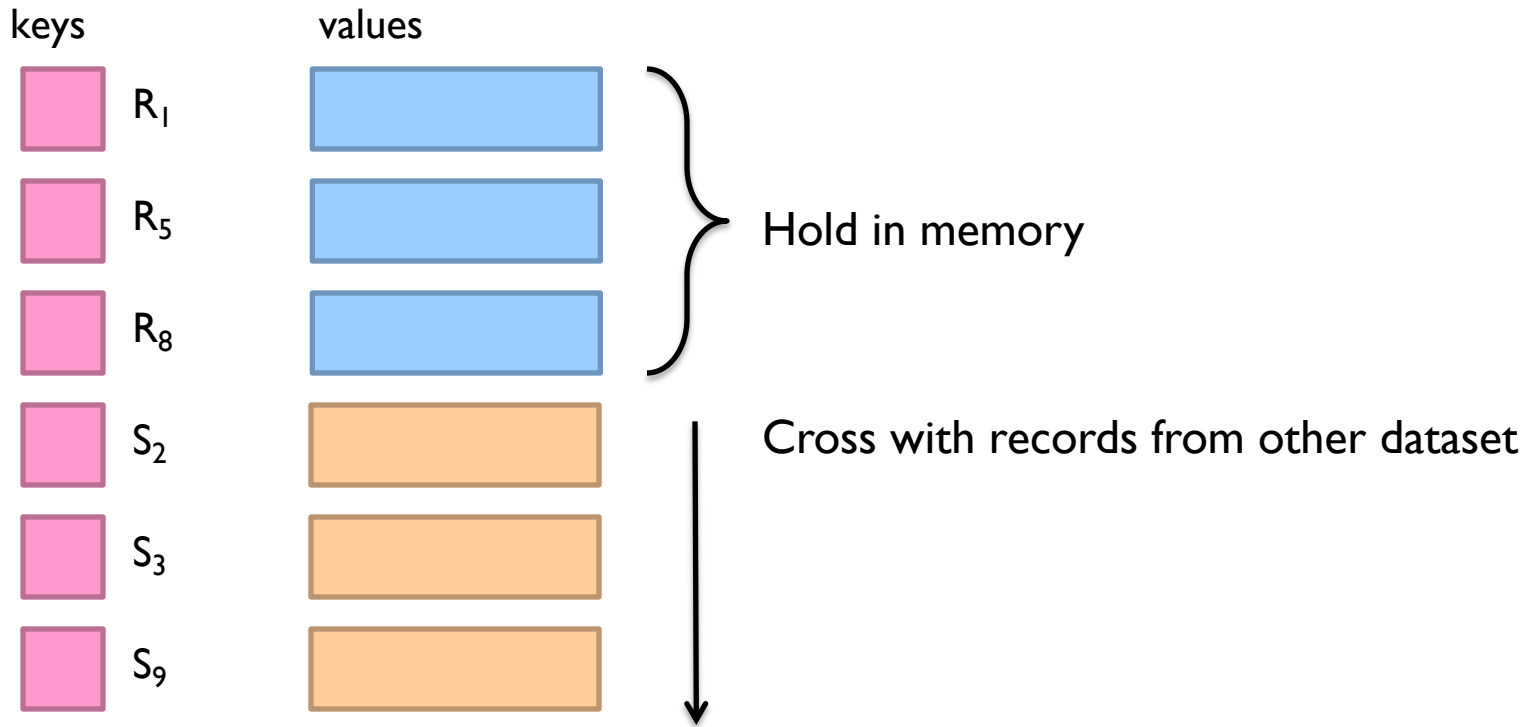 keys values
R₁
R₅
Hold in memory
R₈
S₂
Cross with records from other dataset
S₃
S₉